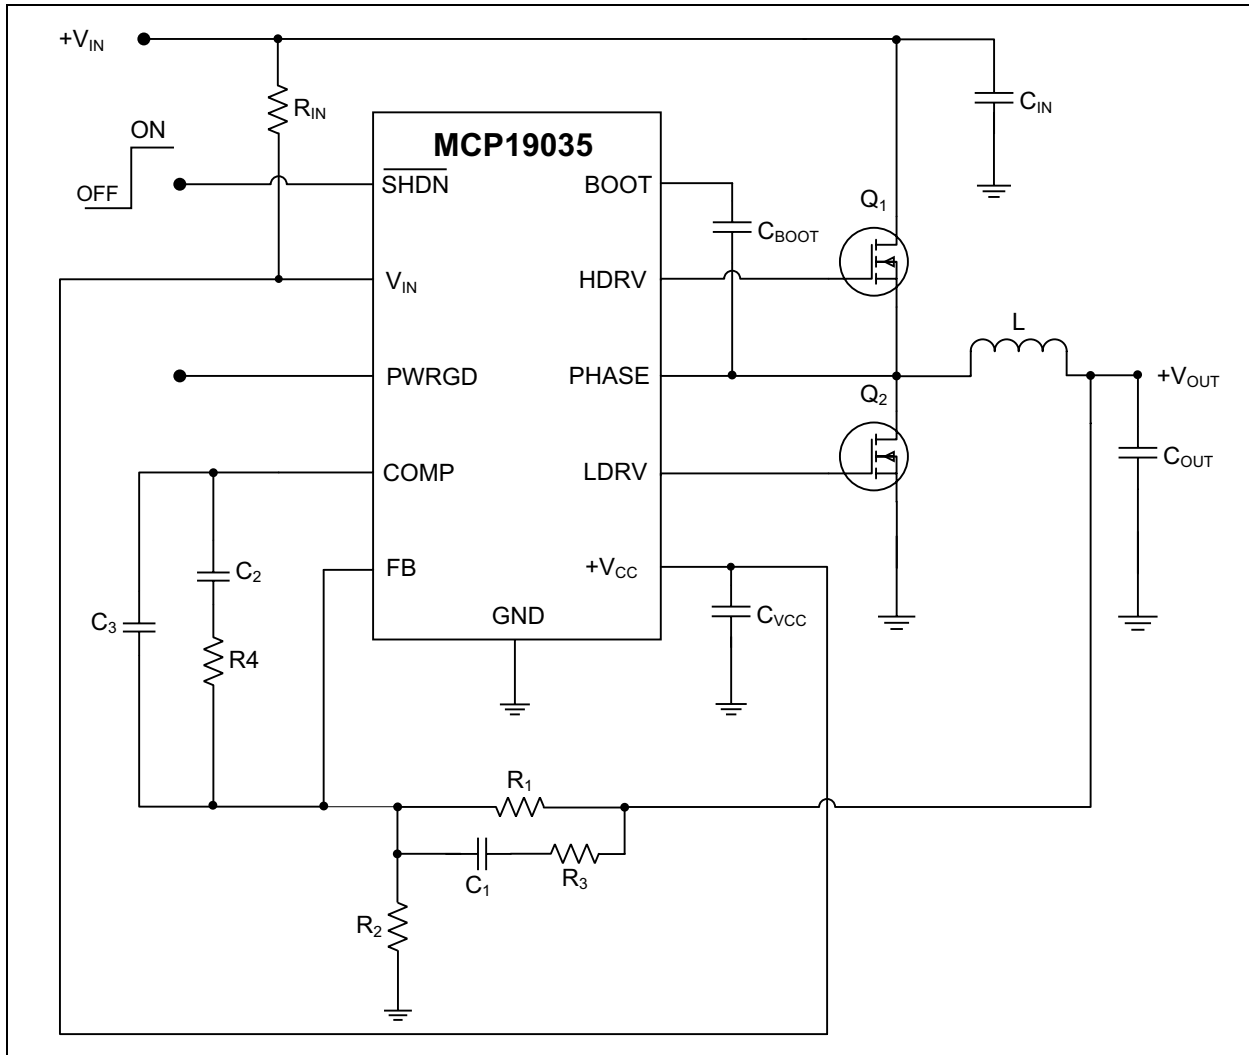 +VIN
RIN
CIN
ON
OFF
MCP19035
SHDN
BOOT
Q1
CBOOT
VIN
HDRV
L
PWRGD
PHASE
+VOUT
Q2
COMP
LDRV
COUT
FB
+VCC
C2
C3
GND
CVCC
R4
R1
C1
R3
R2